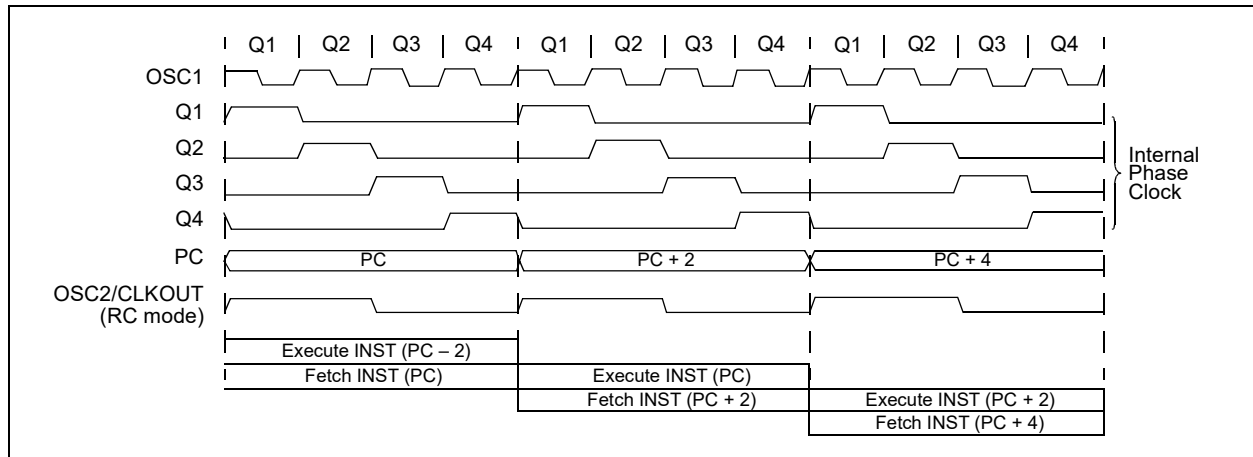 Q1 Q2 Q3 Q4 Q1 Q2 Q3 Q4 Q1 Q2 Q3 Q4
OSC1
Q1
Q2
Q3
Q4
Internal
Phase
Clock
PC PC PC + 2 PC + 4
OSC2/CLKOUT
(RC mode)
Execute INST (PC – 2)
Fetch INST (PC) Execute INST (PC)
Fetch INST (PC + 2) Execute INST (PC + 2)
Fetch INST (PC + 4)